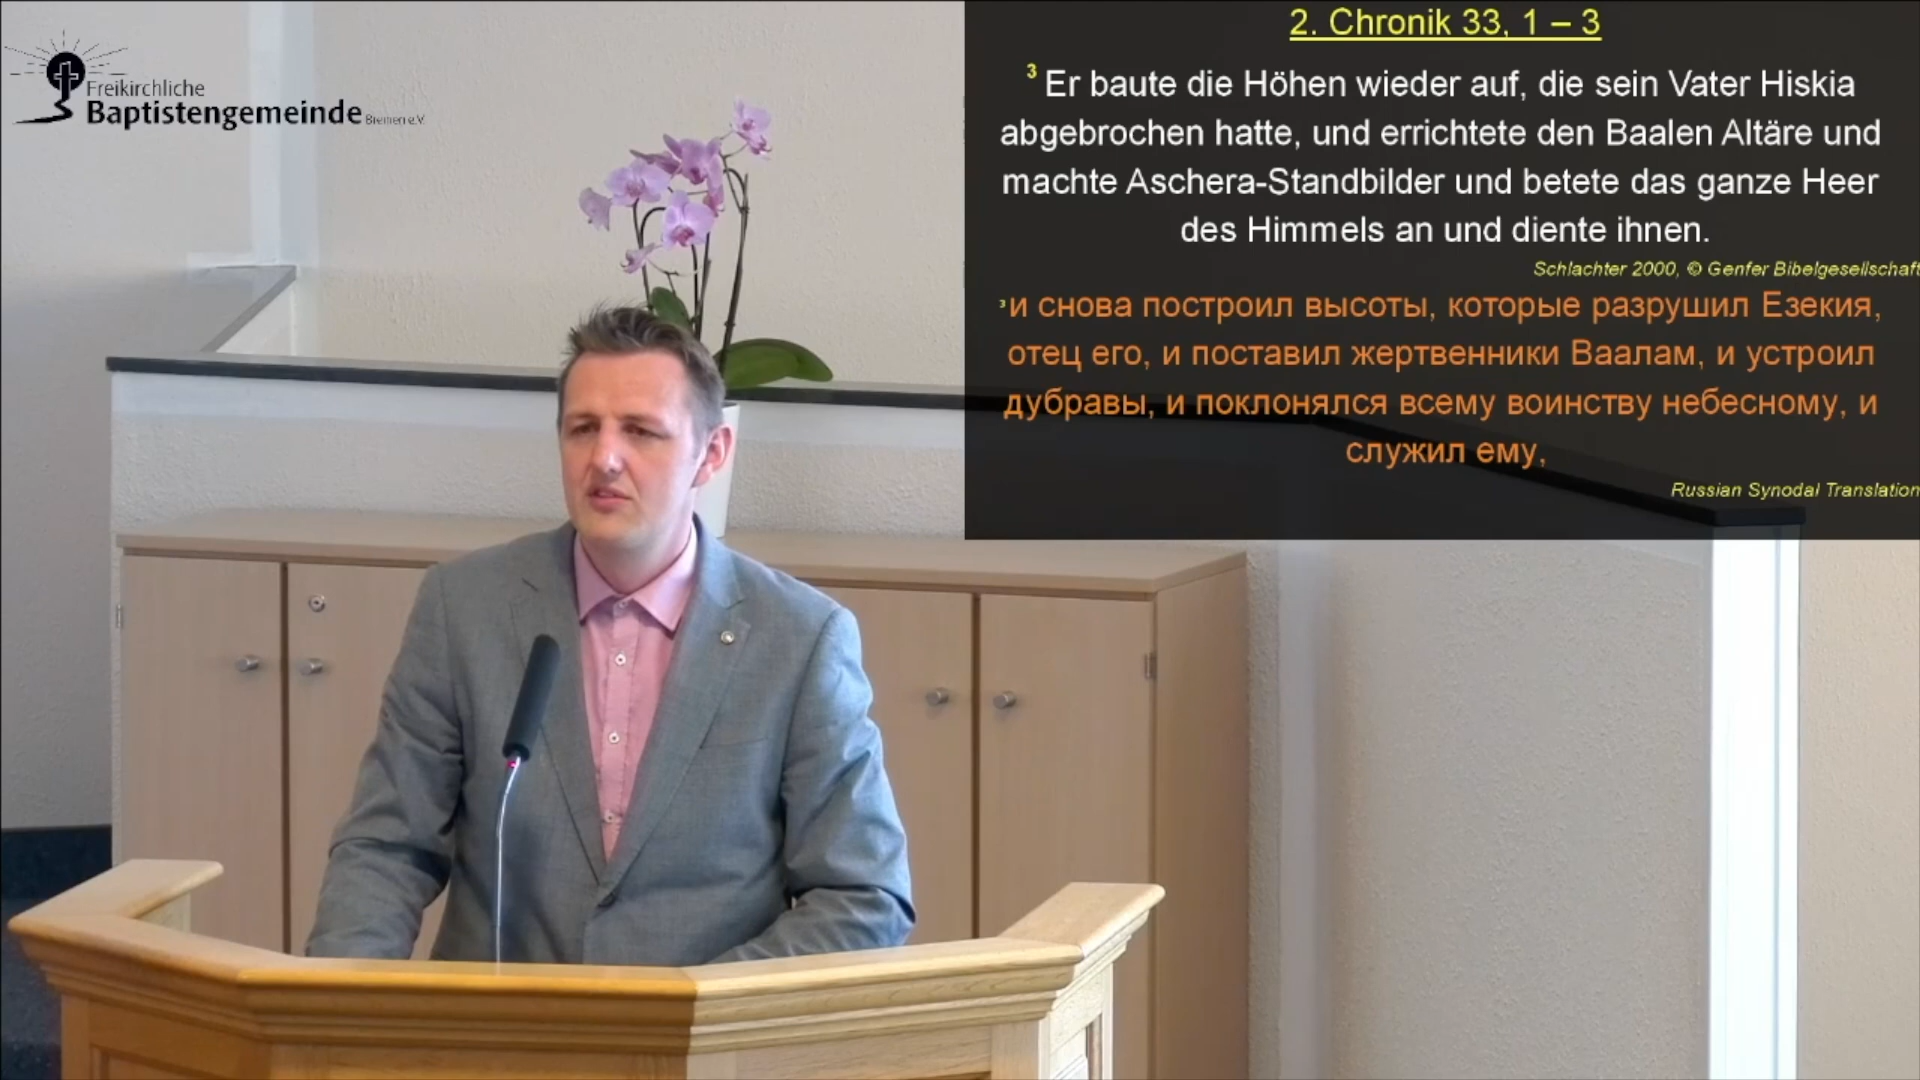 Freikirchliche
Baptistengemeinde Bremen e.V.
2. Chronik 33, 1 – 3
3 Er baute die Höhen wieder auf, die sein Vater Hiskia
abgebrochen hatte, und errichtete den Baalen Altäre und
machte Aschera-Standbilder und betete das ganze Heer
des Himmels an und diente ihnen.
Schlachter 2000, © Genfer Bibelgesellschaft
3 и снова построил высоты, которые разрушил Езекия,
отец его, и поставил жертвенники Ваалам, и устроил
дубравы, и поклонялся всему воинству небесному, и
служил ему,
Russian Synodal Translation